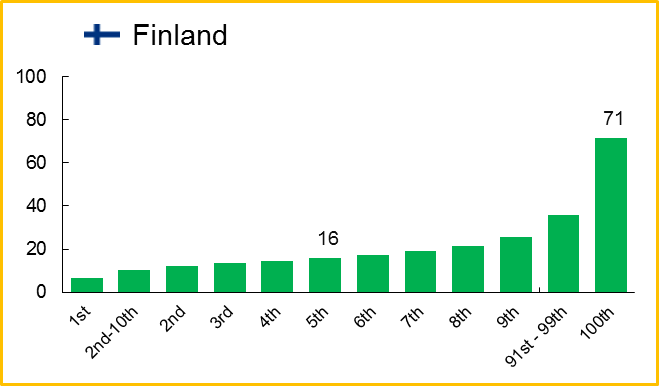 Finland
100
80
60
40
20
0
16
71
1st
2nd-10th
2nd
3rd
4th
5th
6th
7th
8th
9th
91st - 99th
100th